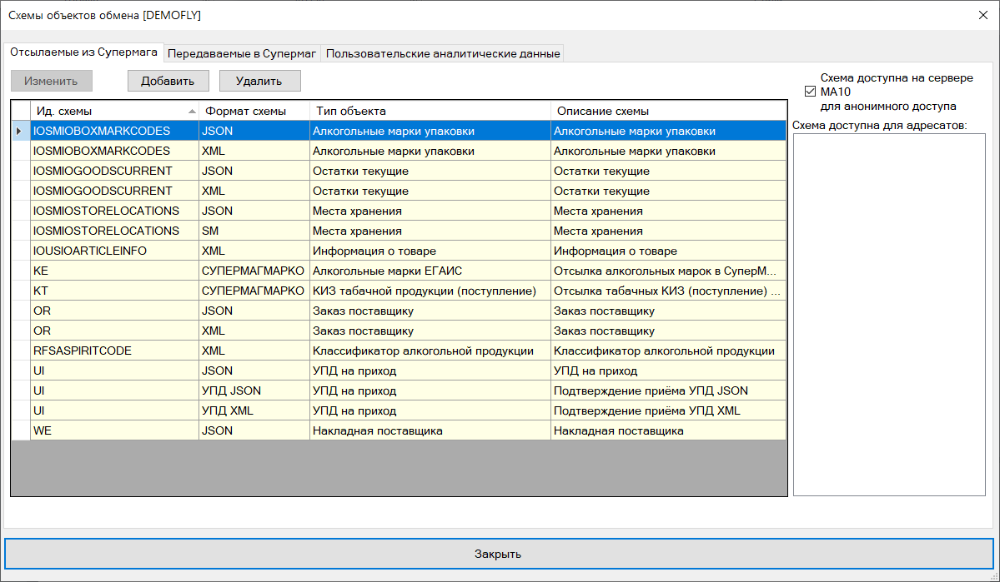 Схемы объектов обмена [DEMOFLY]
Отсылаемые из Супермага Передаваемые в Супермаг Пользовательские аналитические данные
Изменить Добавить Удалить
Схема доступна на сервере
МА10
для анонимного доступа
Схема доступна для адресатов:
Ид. схемы Формат схемы Тип объекта Описание схемы
IOSMIOBOXMARKCODES JSON Алкогольные марки упаковки Алкогольные марки упаковки
IOSMIOBOXMARKCODES XML Алкогольные марки упаковки Алкогольные марки упаковки
IOSMIOGOODSCURRENT JSON Остатки текущие Остатки текущие
IOSMIOGOODSCURRENT XML Остатки текущие Остатки текущие
IOSMIOSTORELOCATIONS JSON Места хранения Места хранения
IOSMIOSTORELOCATIONS SM Места хранения Места хранения
IOUSIOARTICLEINFO XML Информация о товаре Информация о товаре
KE СУПЕРМАГМАРКО Алкогольные марки ЕГАИС Отсылка алкогольных марок в СуперМ...
KT СУПЕРМАГМАРКО КИЗ табачной продукции (поступление) Отсылка табачных КИЗ (поступление) ...
OR JSON Заказ поставщику Заказ поставщику
OR XML Заказ поставщику Заказ поставщику
RFSASPIRITCODE XML Классификатор алкогольной продукции Классификатор алкогольной продукции
UI JSON УПД на приход УПД на приход
UI УПД JSON УПД на приход Подтверждение приёма УПД JSON
UI УПД XML УПД на приход Подтверждение приёма УПД XML
WE JSON Накладная поставщика Накладная поставщика
Закрыть